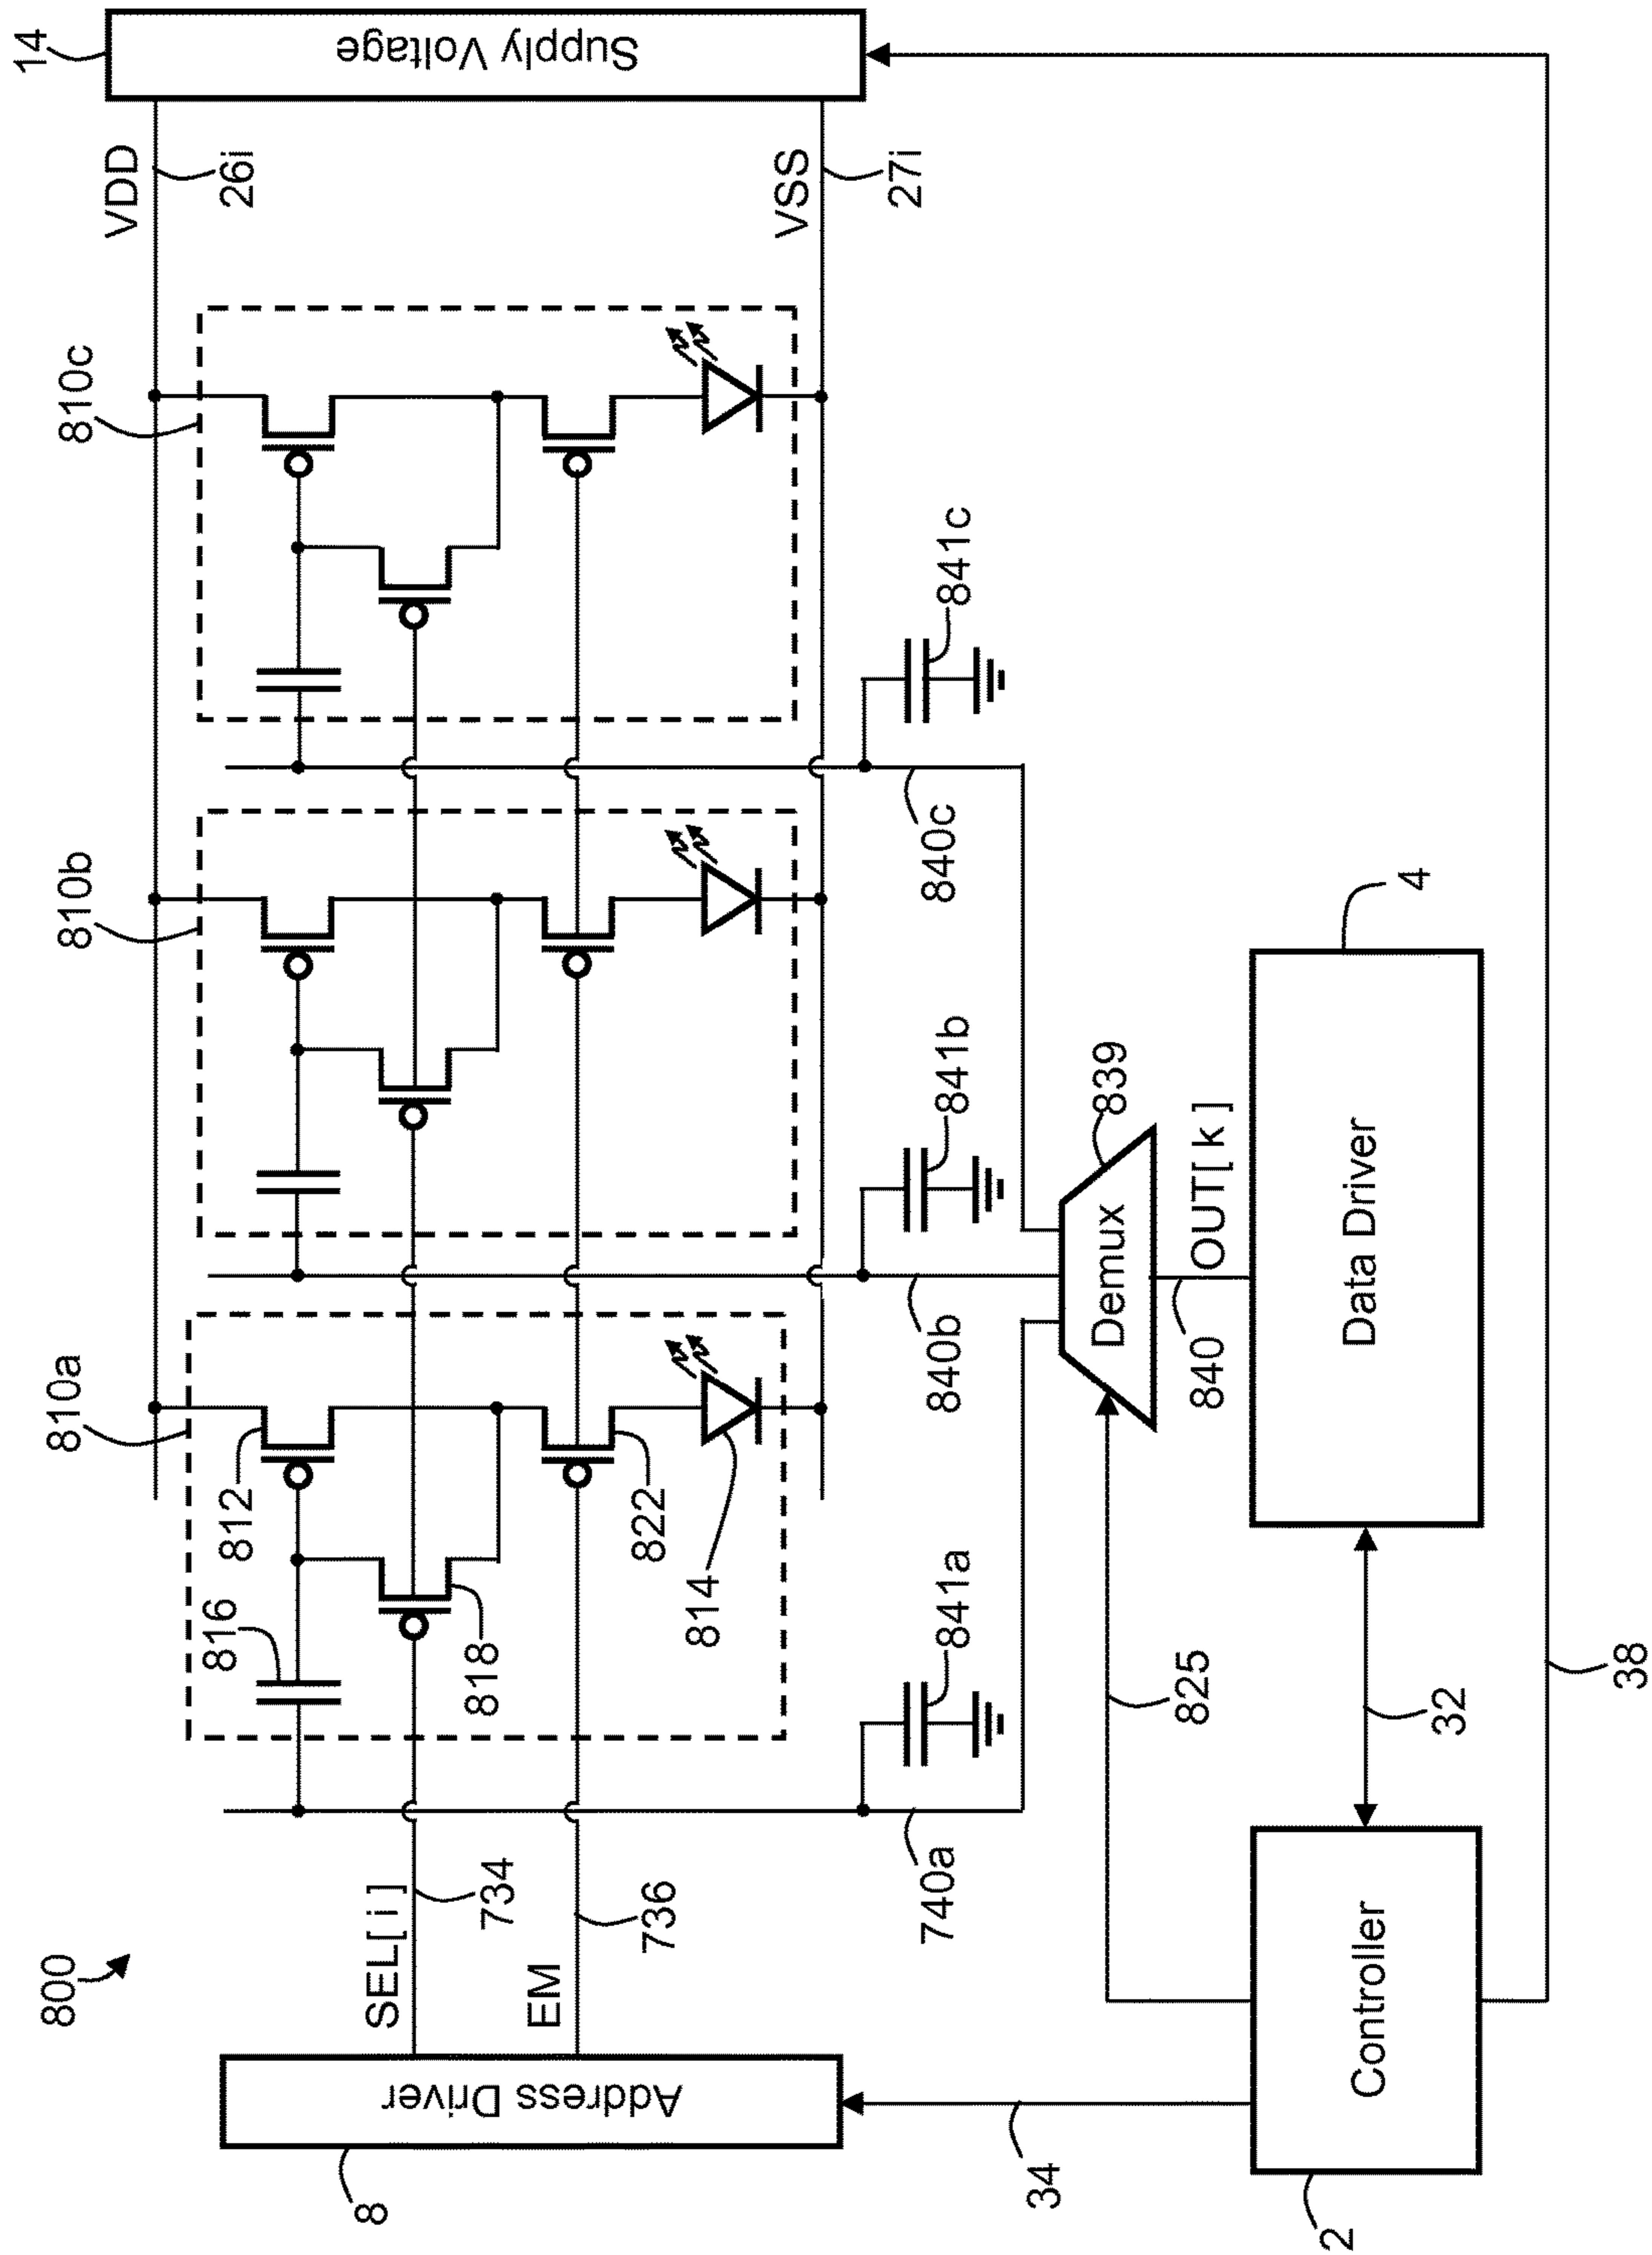 800
810a
810b
810c
14
VDD
26i
Supply Voltage
812
816
SEL[ i ]
734
818
822
VSS
27i
EM
736
814
Address Driver
8
740a
841a
840b
841b
840c
841c
Demux
839
825
840
OUT[ k ]
34
Controller
2
32
Data Driver
4
38